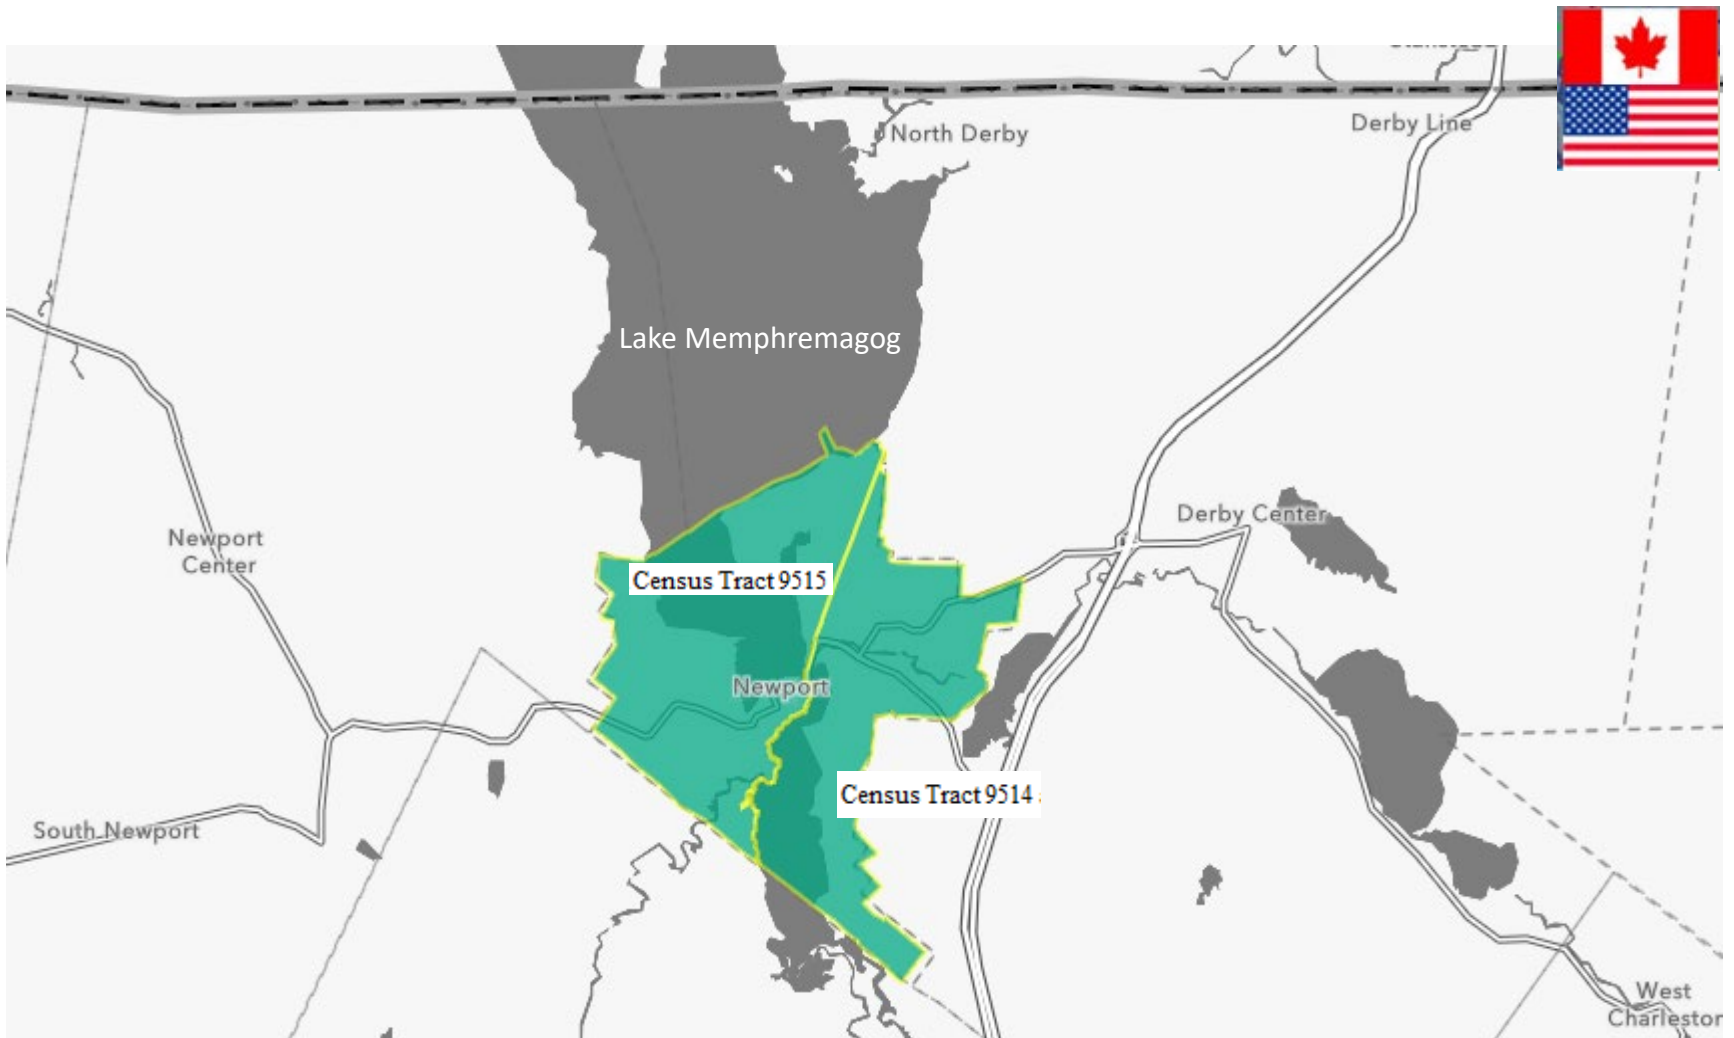 North Derby
Derby Line
Lake Memphremagog
Derby Center
Newport
Center
Census Tract 9515
Newport
Census Tract 9514
South Newport
West
Charleston